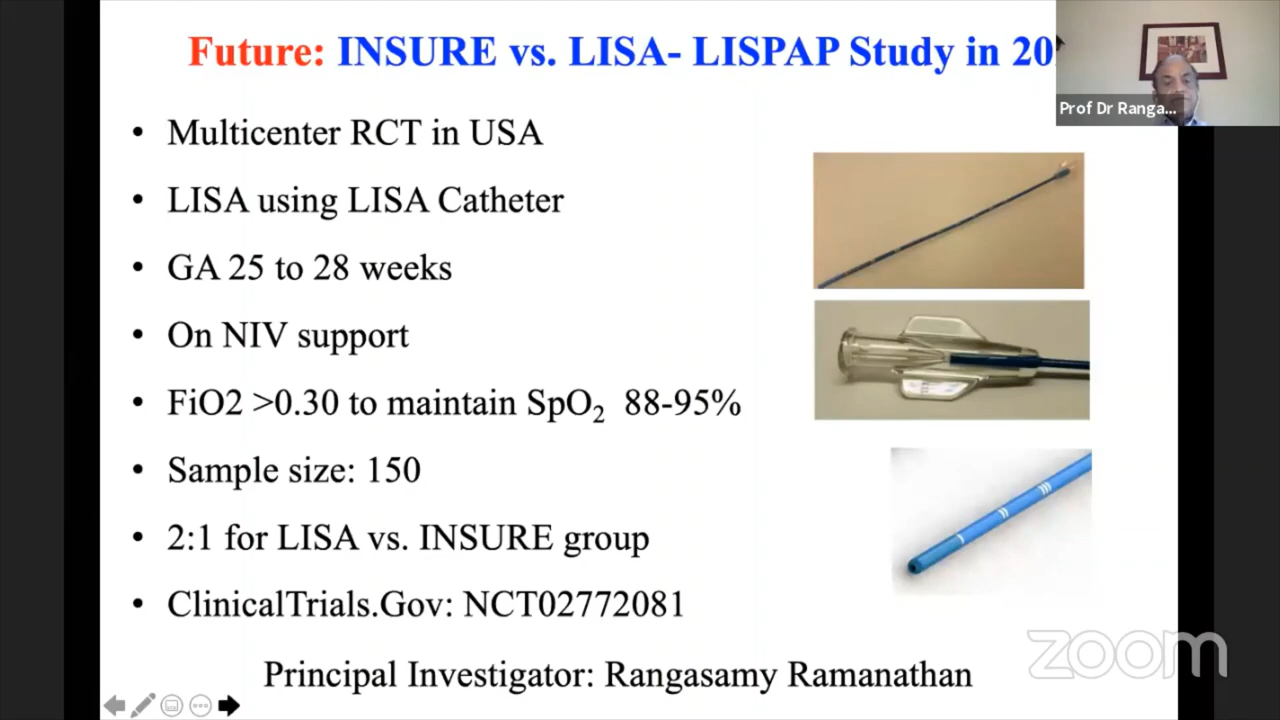 Future: INSURE vs. LISA- LISPAP Study in 20
Prof Dr Ranga...
• Multicenter RCT in USA
• LISA using LISA Catheter
• GA 25 to 28 weeks
• On NIV support
• FiO2 >0.30 to maintain SpO₂ 88-95%
• Sample size: 150
• 2:1 for LISA vs. INSURE group
• ClinicalTrials.Gov: NCT02772081
Principal Investigator: Rangasamy Ramanathan
zoom